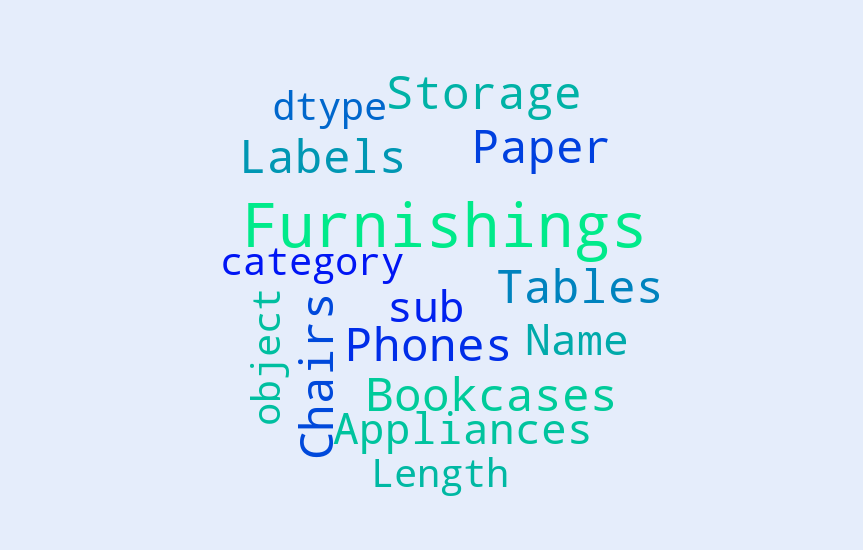 Storage
dtype
Paper
Labels
Furnishings
category
Tables
sub
object
Chairs
Phones
Name
Bookcases
Appliances
Length